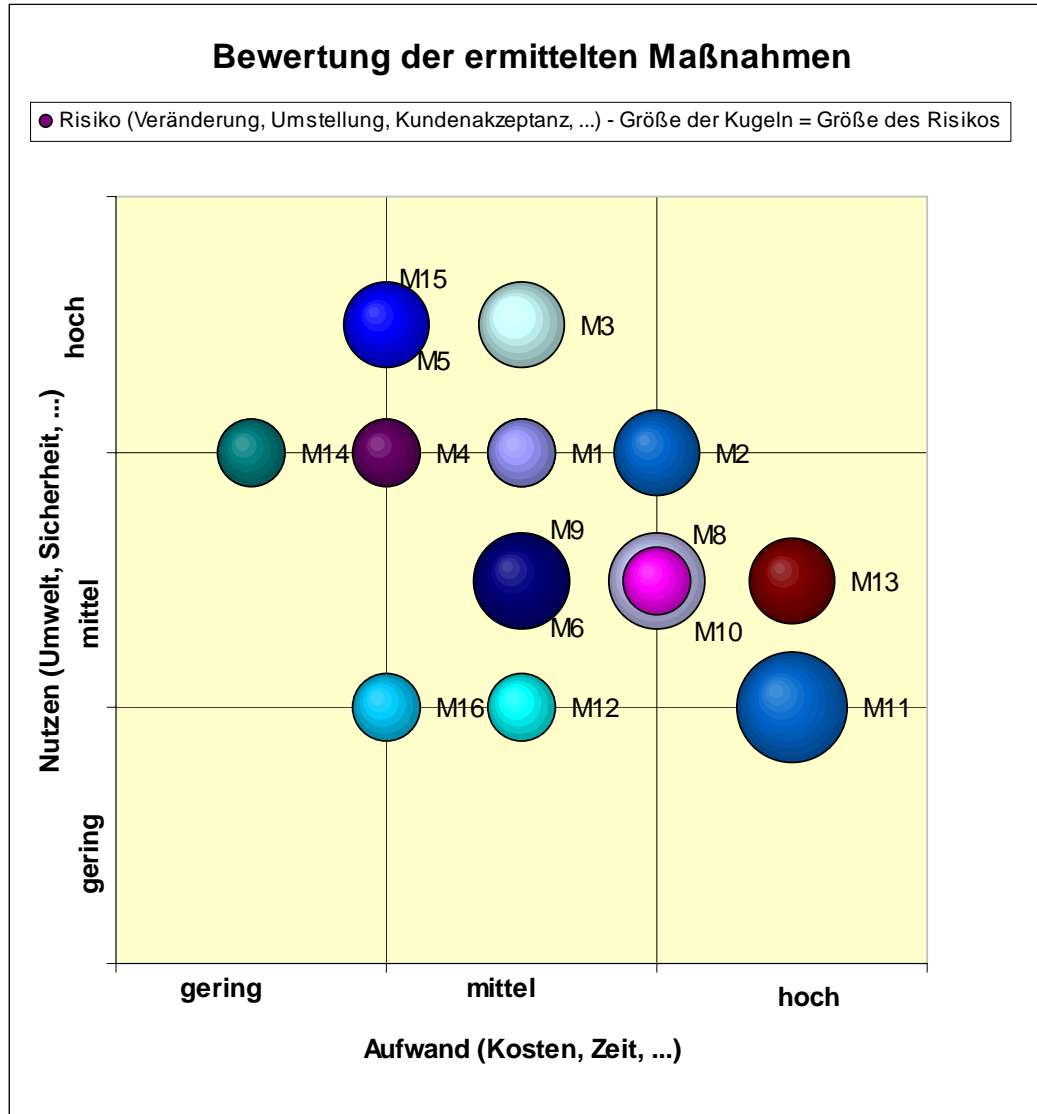 Bewertung der ermittelten Maßnahmen
Risiko (Veränderung, Umstellung, Kundenakzeptanz, ...) - Größe der Kugeln = Größe des Risikos
Nutzen (Umwelt, Sicherheit, ...)
hoch
mittel
gering
M15
M3
M5
M14
M4
M1
M2
M9
M8
M13
M6
M10
M16
M12
M11
gering
mittel
hoch
Aufwand (Kosten, Zeit, ...)